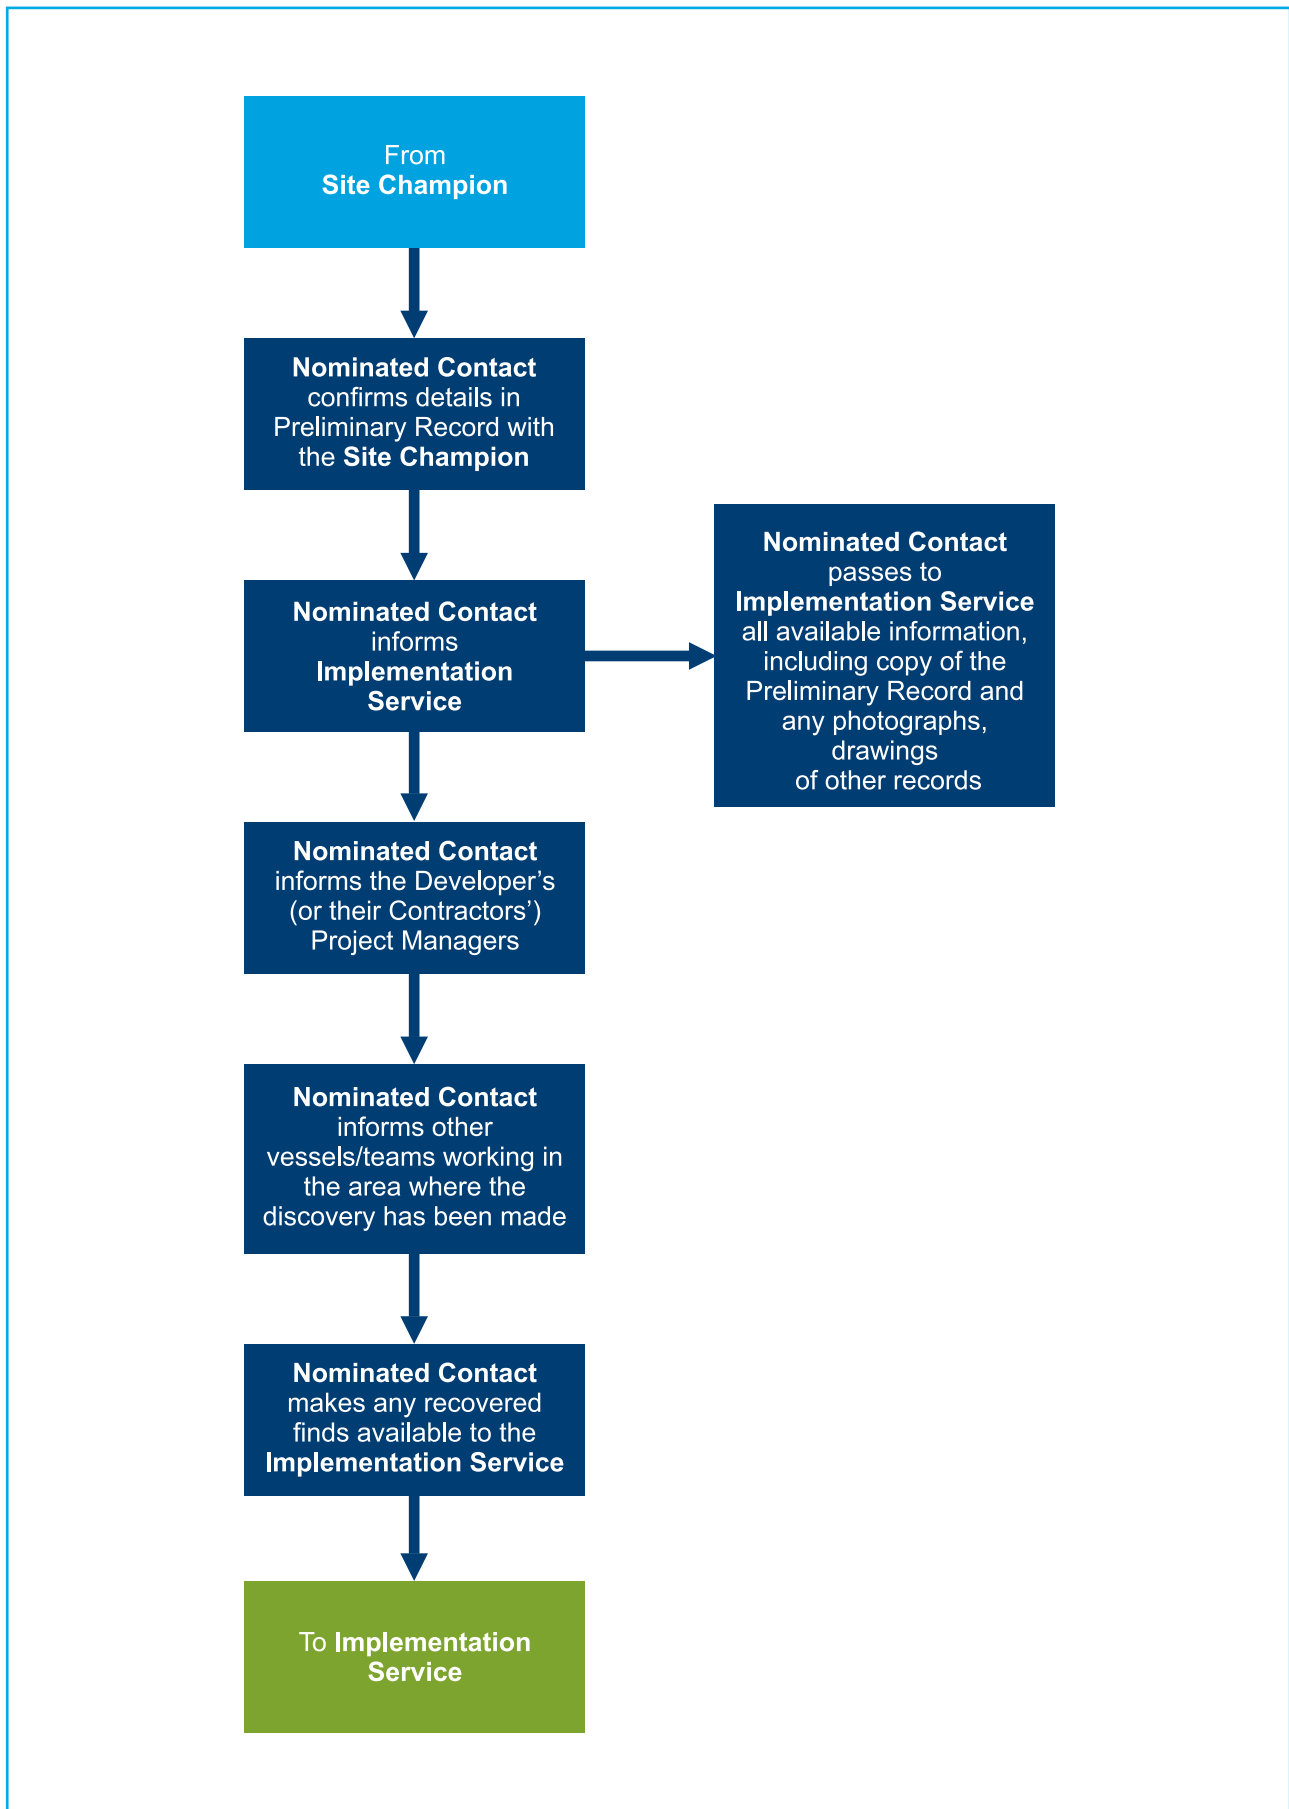 From
Site Champion
Nominated Contact
confirms details in
Preliminary Record with
the Site Champion
Nominated Contact
informs
Implementation
Service
Nominated Contact
passes to
Implementation Service
all available information,
including copy of the
Preliminary Record and
any photographs,
drawings
of other records
Nominated Contact
informs the Developer’s
(or their Contractors’)
Project Managers
Nominated Contact
informs other
vessels/teams working in
the area where the
discovery has been made
Nominated Contact
makes any recovered
finds available to the
Implementation Service
To Implementation
Service